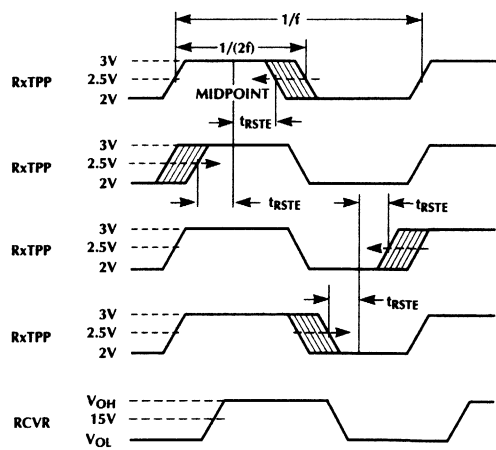 1/f
1/(2f)
3V
RxTPP 2.5V
2V
MIDPOINT
tRSTE
3V
RxTPP 2.5V
2V
tRSTE
tRSTE
3V
RxTPP 2.5V
2V
tRSTE
3V
RxTPP 2.5V
2V
VOH
RCVR 15V
VOL